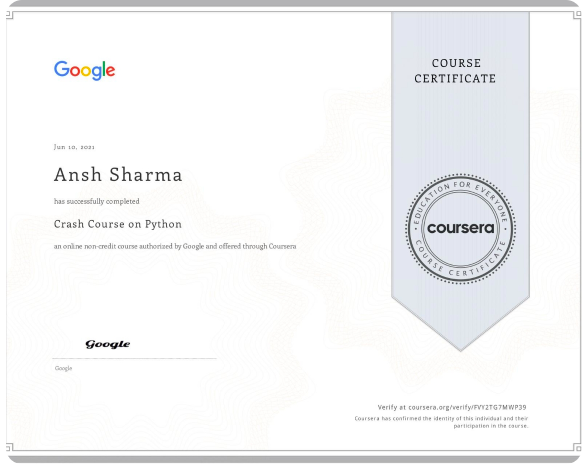 Google
COURSE
CERTIFICATE
Jun 10, 2021
Ansh Sharma
has successfully completed
Crash Course on Python
an online non-credit course authorized by Google and offered through Coursera
EDUCATION FOR EVERYONE
coursera
COURSE CERTIFICATE
Google
Google
Verify at coursera.org/verify/FVY2TG7MWP39
Coursera has confirmed the identity of this individual and their
participation in the course.